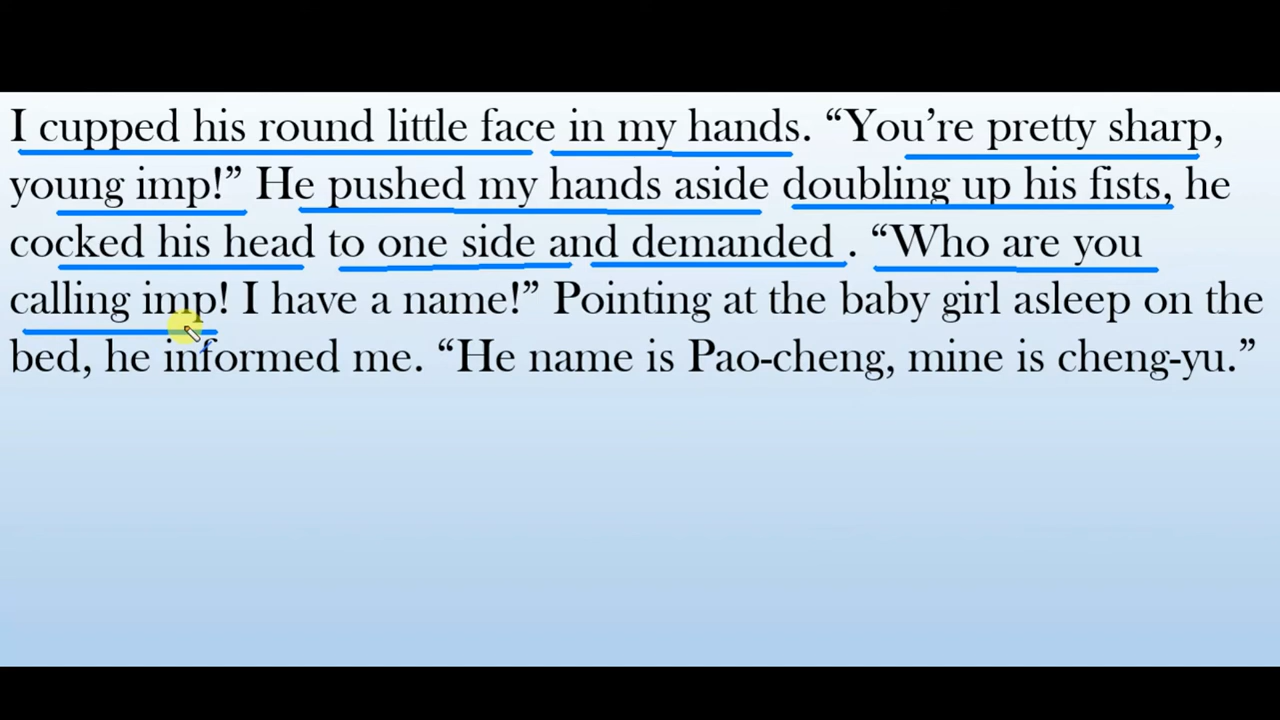 I cupped his round little face in my hands. “You’re pretty sharp,
young imp!” He pushed my hands aside doubling up his fists, he
cocked his head to one side and demanded . “Who are you
calling imp! I have a name!” Pointing at the baby girl asleep on the
bed, he informed me. “He name is Pao-cheng, mine is cheng-yu.”